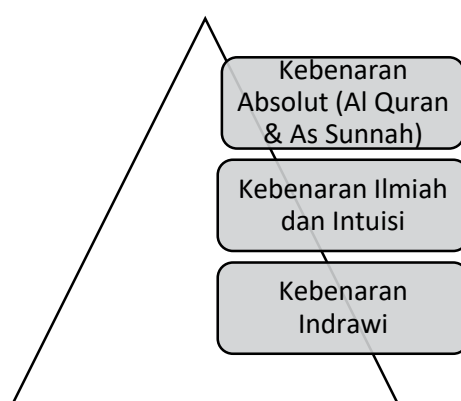 Kebenaran
Absolut (Al Quran
& As Sunnah)
Kebenaran Ilmiah
dan Intuisi
Kebenaran
Indrawi